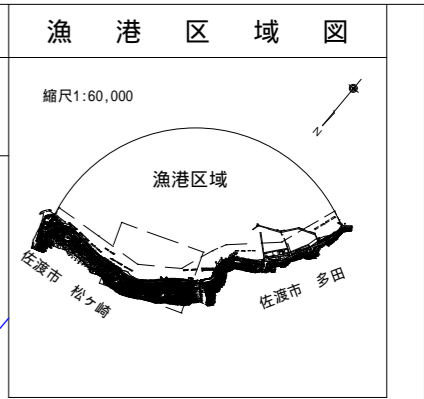 漁港区域図
縮尺1:60,000
N
漁港区域
佐渡市 松ヶ崎
佐渡市 多田